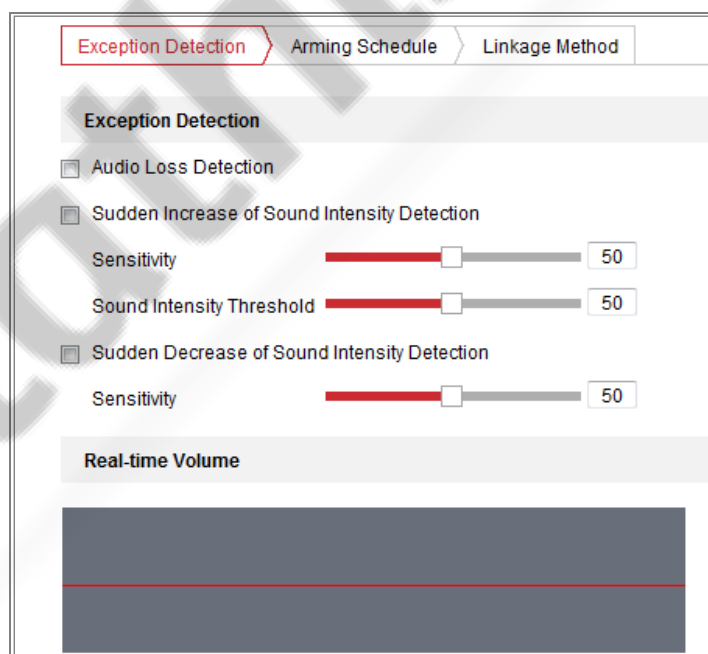 Exception Detection Arming Schedule Linkage Method
Exception Detection
Audio Loss Detection
Sudden Increase of Sound Intensity Detection
Sensitivity 50
Sound Intensity Threshold 50
Sudden Decrease of Sound Intensity Detection
Sensitivity 50
Real-time Volume